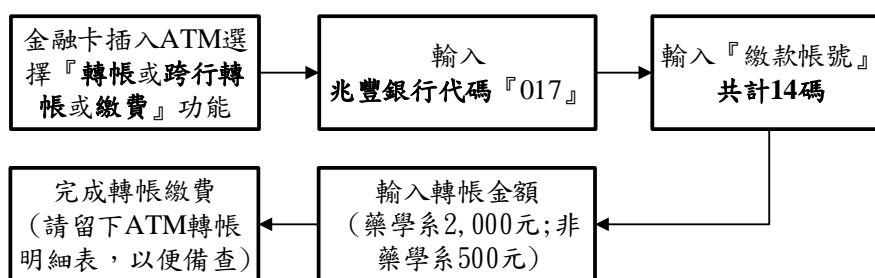 金融卡插入ATM選
擇『轉帳或跨行轉
帳或繳費』功能
輸入
兆豐銀行代碼『017』
輸入『繳款帳號』
共計14碼
輸入轉帳金額
（藥學系2,000元;非
藥學系500元）
完成轉帳繳費
（請留下ATM轉帳
明細表，以便備查）